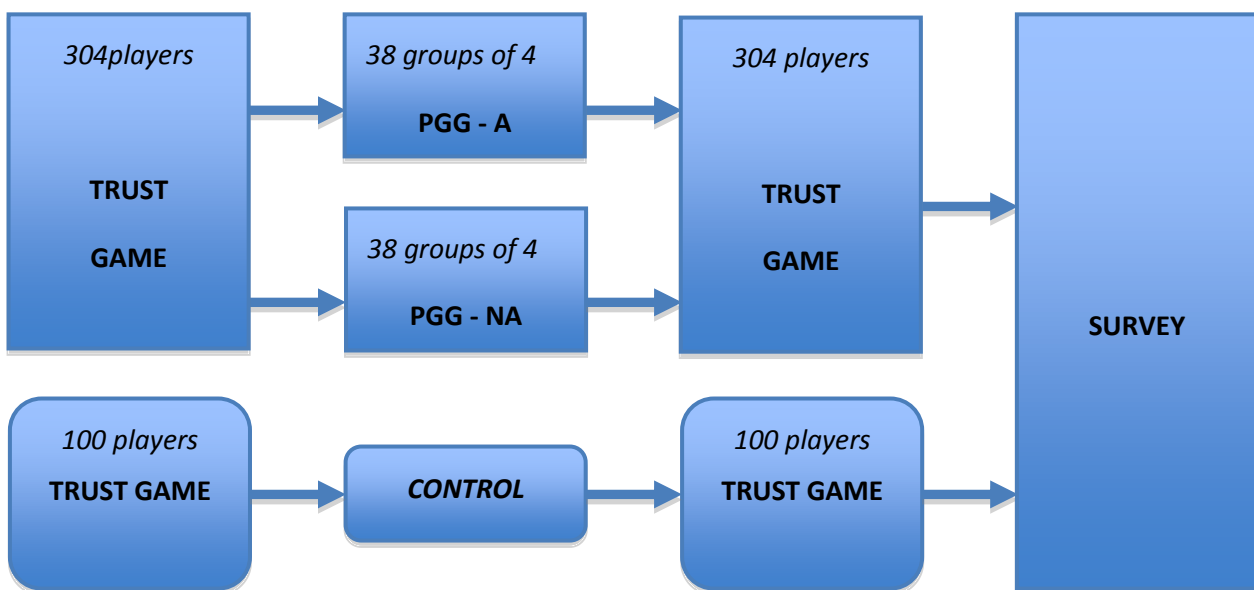 304players
TRUST
GAME
38 groups of 4
PGG - A
38 groups of 4
PGG - NA
304 players
TRUST
GAME
SURVEY
100 players
TRUST GAME
CONTROL
100 players
TRUST GAME